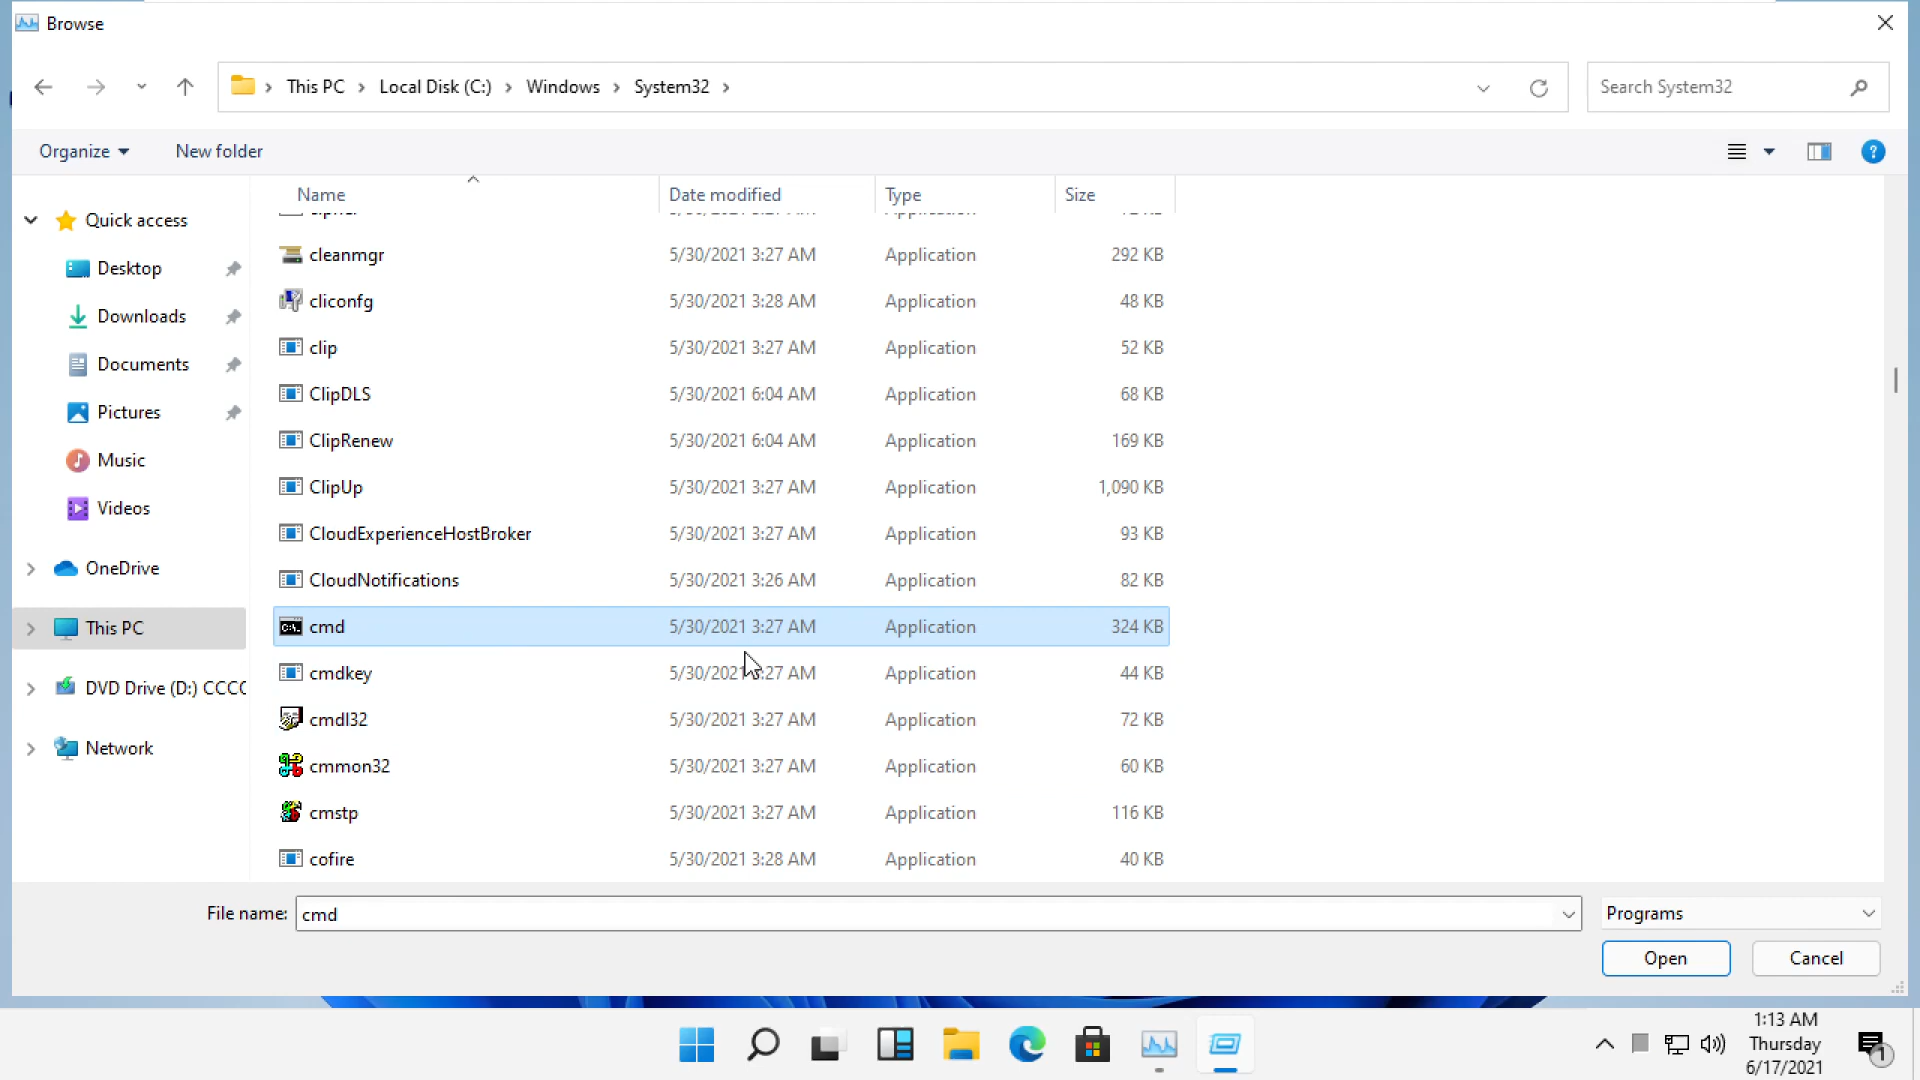 Browse
This PC
Local Disk (C:)
Windows
System32
Search System32
Organize
New folder
?
Name
Date modified
Type
Size
Quick access
Desktop
Downloads
Documents
Pictures
Music
Videos
OneDrive
This PC
DVD Drive (D:) CCCC
Network
cleanmgr 5/30/2021 3:27 AM Application 292 KB
cliconfg 5/30/2021 3:28 AM Application 48 KB
clip 5/30/2021 3:27 AM Application 52 KB
ClipDLS 5/30/2021 6:04 AM Application 68 KB
ClipRenew 5/30/2021 6:04 AM Application 169 KB
ClipUp 5/30/2021 3:27 AM Application 1,090 KB
CloudExperienceHostBroker 5/30/2021 3:27 AM Application 93 KB
CloudNotifications 5/30/2021 3:26 AM Application 82 KB
cmd 5/30/2021 3:27 AM Application 324 KB
cmdkey 5/30/2021 3:27 AM Application 44 KB
cmdl32 5/30/2021 3:27 AM Application 72 KB
cmmon32 5/30/2021 3:27 AM Application 60 KB
cmstp 5/30/2021 3:27 AM Application 116 KB
cofire 5/30/2021 3:28 AM Application 40 KB
File name: cmd
Programs
Open
Cancel
1:13 AM
Thursday
6/17/2021
1